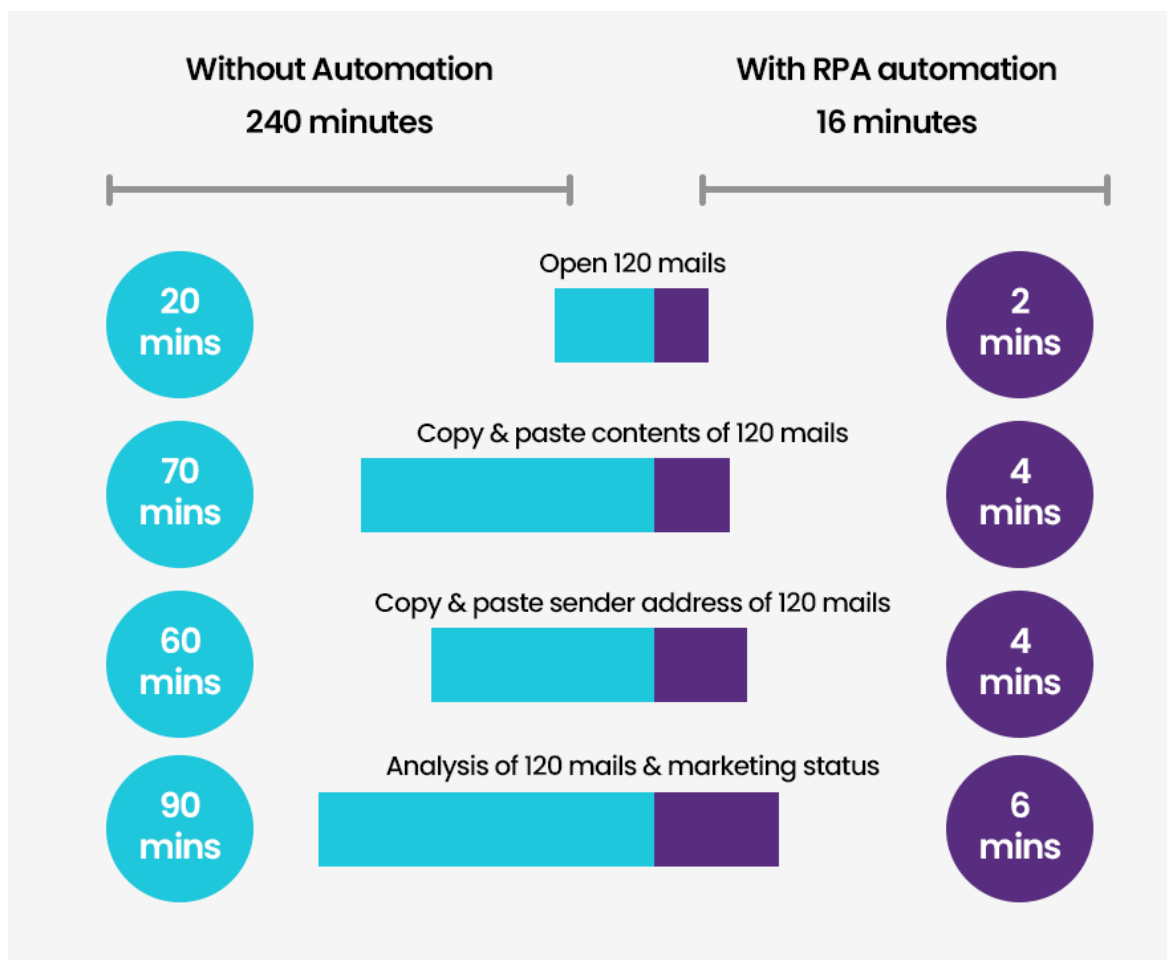 Without Automation
240 minutes
With RPA automation
16 minutes
Open 120 mails
20
mins
2
mins
Copy & paste contents of 120 mails
70
mins
4
mins
Copy & paste sender address of 120 mails
60
mins
4
mins
Analysis of 120 mails & marketing status
90
mins
6
mins